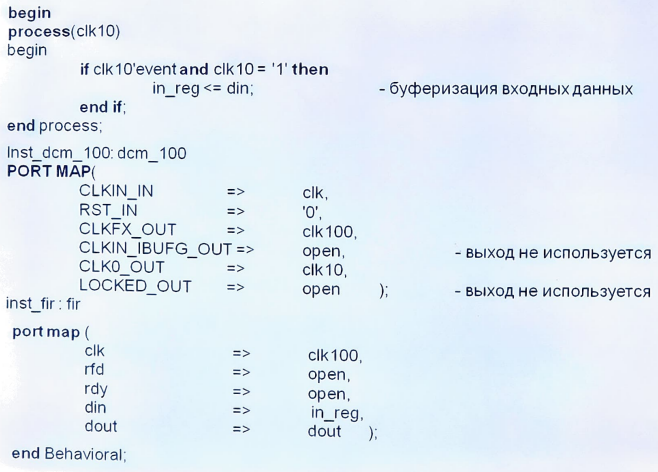 begin
process(clk10)
begin
if clk10'event and clk10 = '1' then
in_reg <= din; - буферизация входных данных
end if;
end process;
Inst_dcm_100: dcm_100
PORT MAP(
CLKIN_IN => clk,
RST_IN => '0',
CLKFX_OUT => clk100,
CLKIN_IBUFG_OUT => open, - выход не используется
CLK0_OUT => clk10,
LOCKED_OUT => open ); - выход не используется
inst_fir : fir
port map (
clk => clk100,
rfd => open,
rdy => open,
din => in_reg,
dout => dout );
end Behavioral;